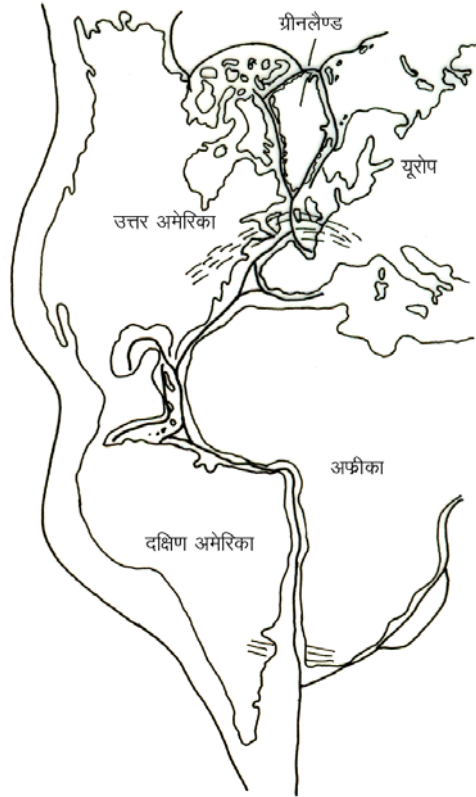 ग्रीनलैण्ड
यूरोप
उत्तर अमेरिका
अफ्रीका
दक्षिण अमेरिका